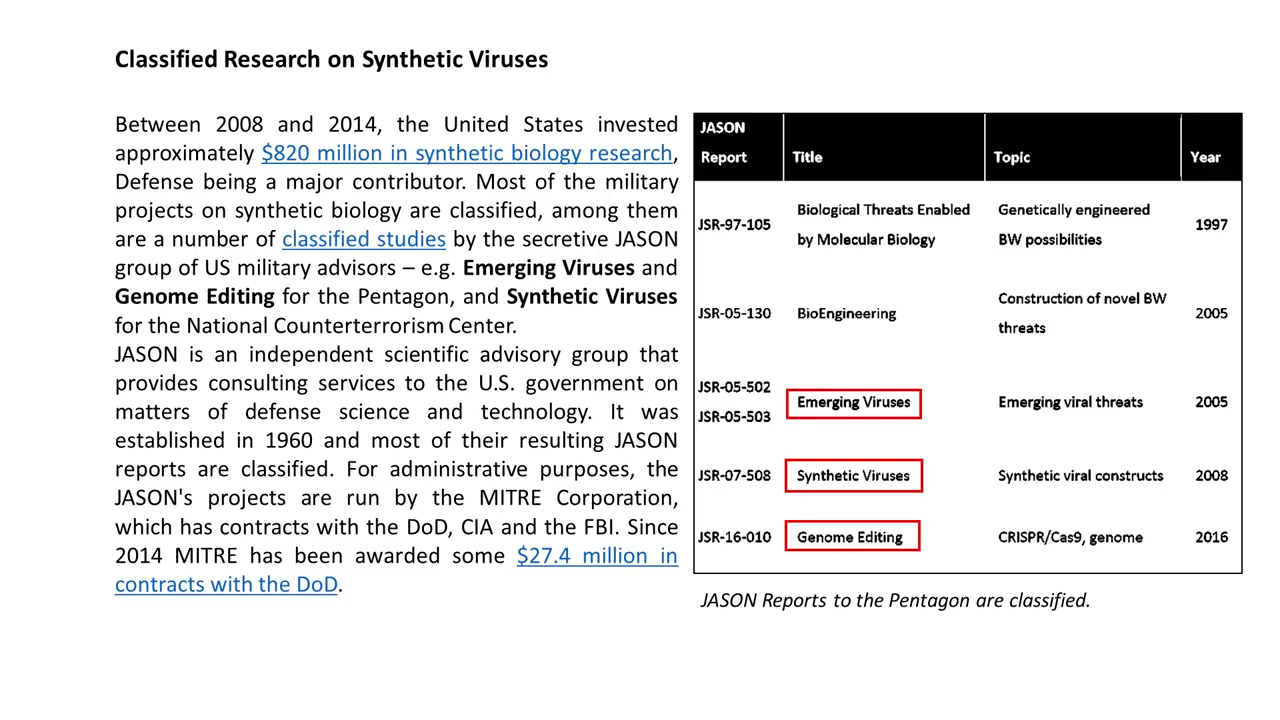 Classified Research on Synthetic Viruses
Between 2008 and 2014, the United States invested
approximately $820 million in synthetic biology research,
Defense being a major contributor. Most of the military
projects on synthetic biology are classified, among them
are a number of classified studies by the secretive JASON
group of US military advisors – e.g. Emerging Viruses and
Genome Editing for the Pentagon, and Synthetic Viruses
for the National Counterterrorism Center.
JASON is an independent scientific advisory group that
provides consulting services to the U.S. government on
matters of defense science and technology. It was
established in 1960 and most of their resulting JASON
reports are classified. For administrative purposes, the
JASON's projects are run by the MITRE Corporation,
which has contracts with the DoD, CIA and the FBI. Since
2014 MITRE has been awarded some $27.4 million in
contracts with the DoD.
JASON
Report Title Topic Year
JSR-97-105 Biological Threats Enabled
by Molecular Biology Genetically engineered
BW possibilities 1997
JSR-05-130 BioEngineering Construction of novel BW
threats 2005
JSR-05-502
JSR-05-503 Emerging Viruses Emerging viral threats 2005
JSR-07-508 Synthetic Viruses Synthetic viral constructs 2008
JSR-16-010 Genome Editing CRISPR/Cas9, genome 2016
JASON Reports to the Pentagon are classified.